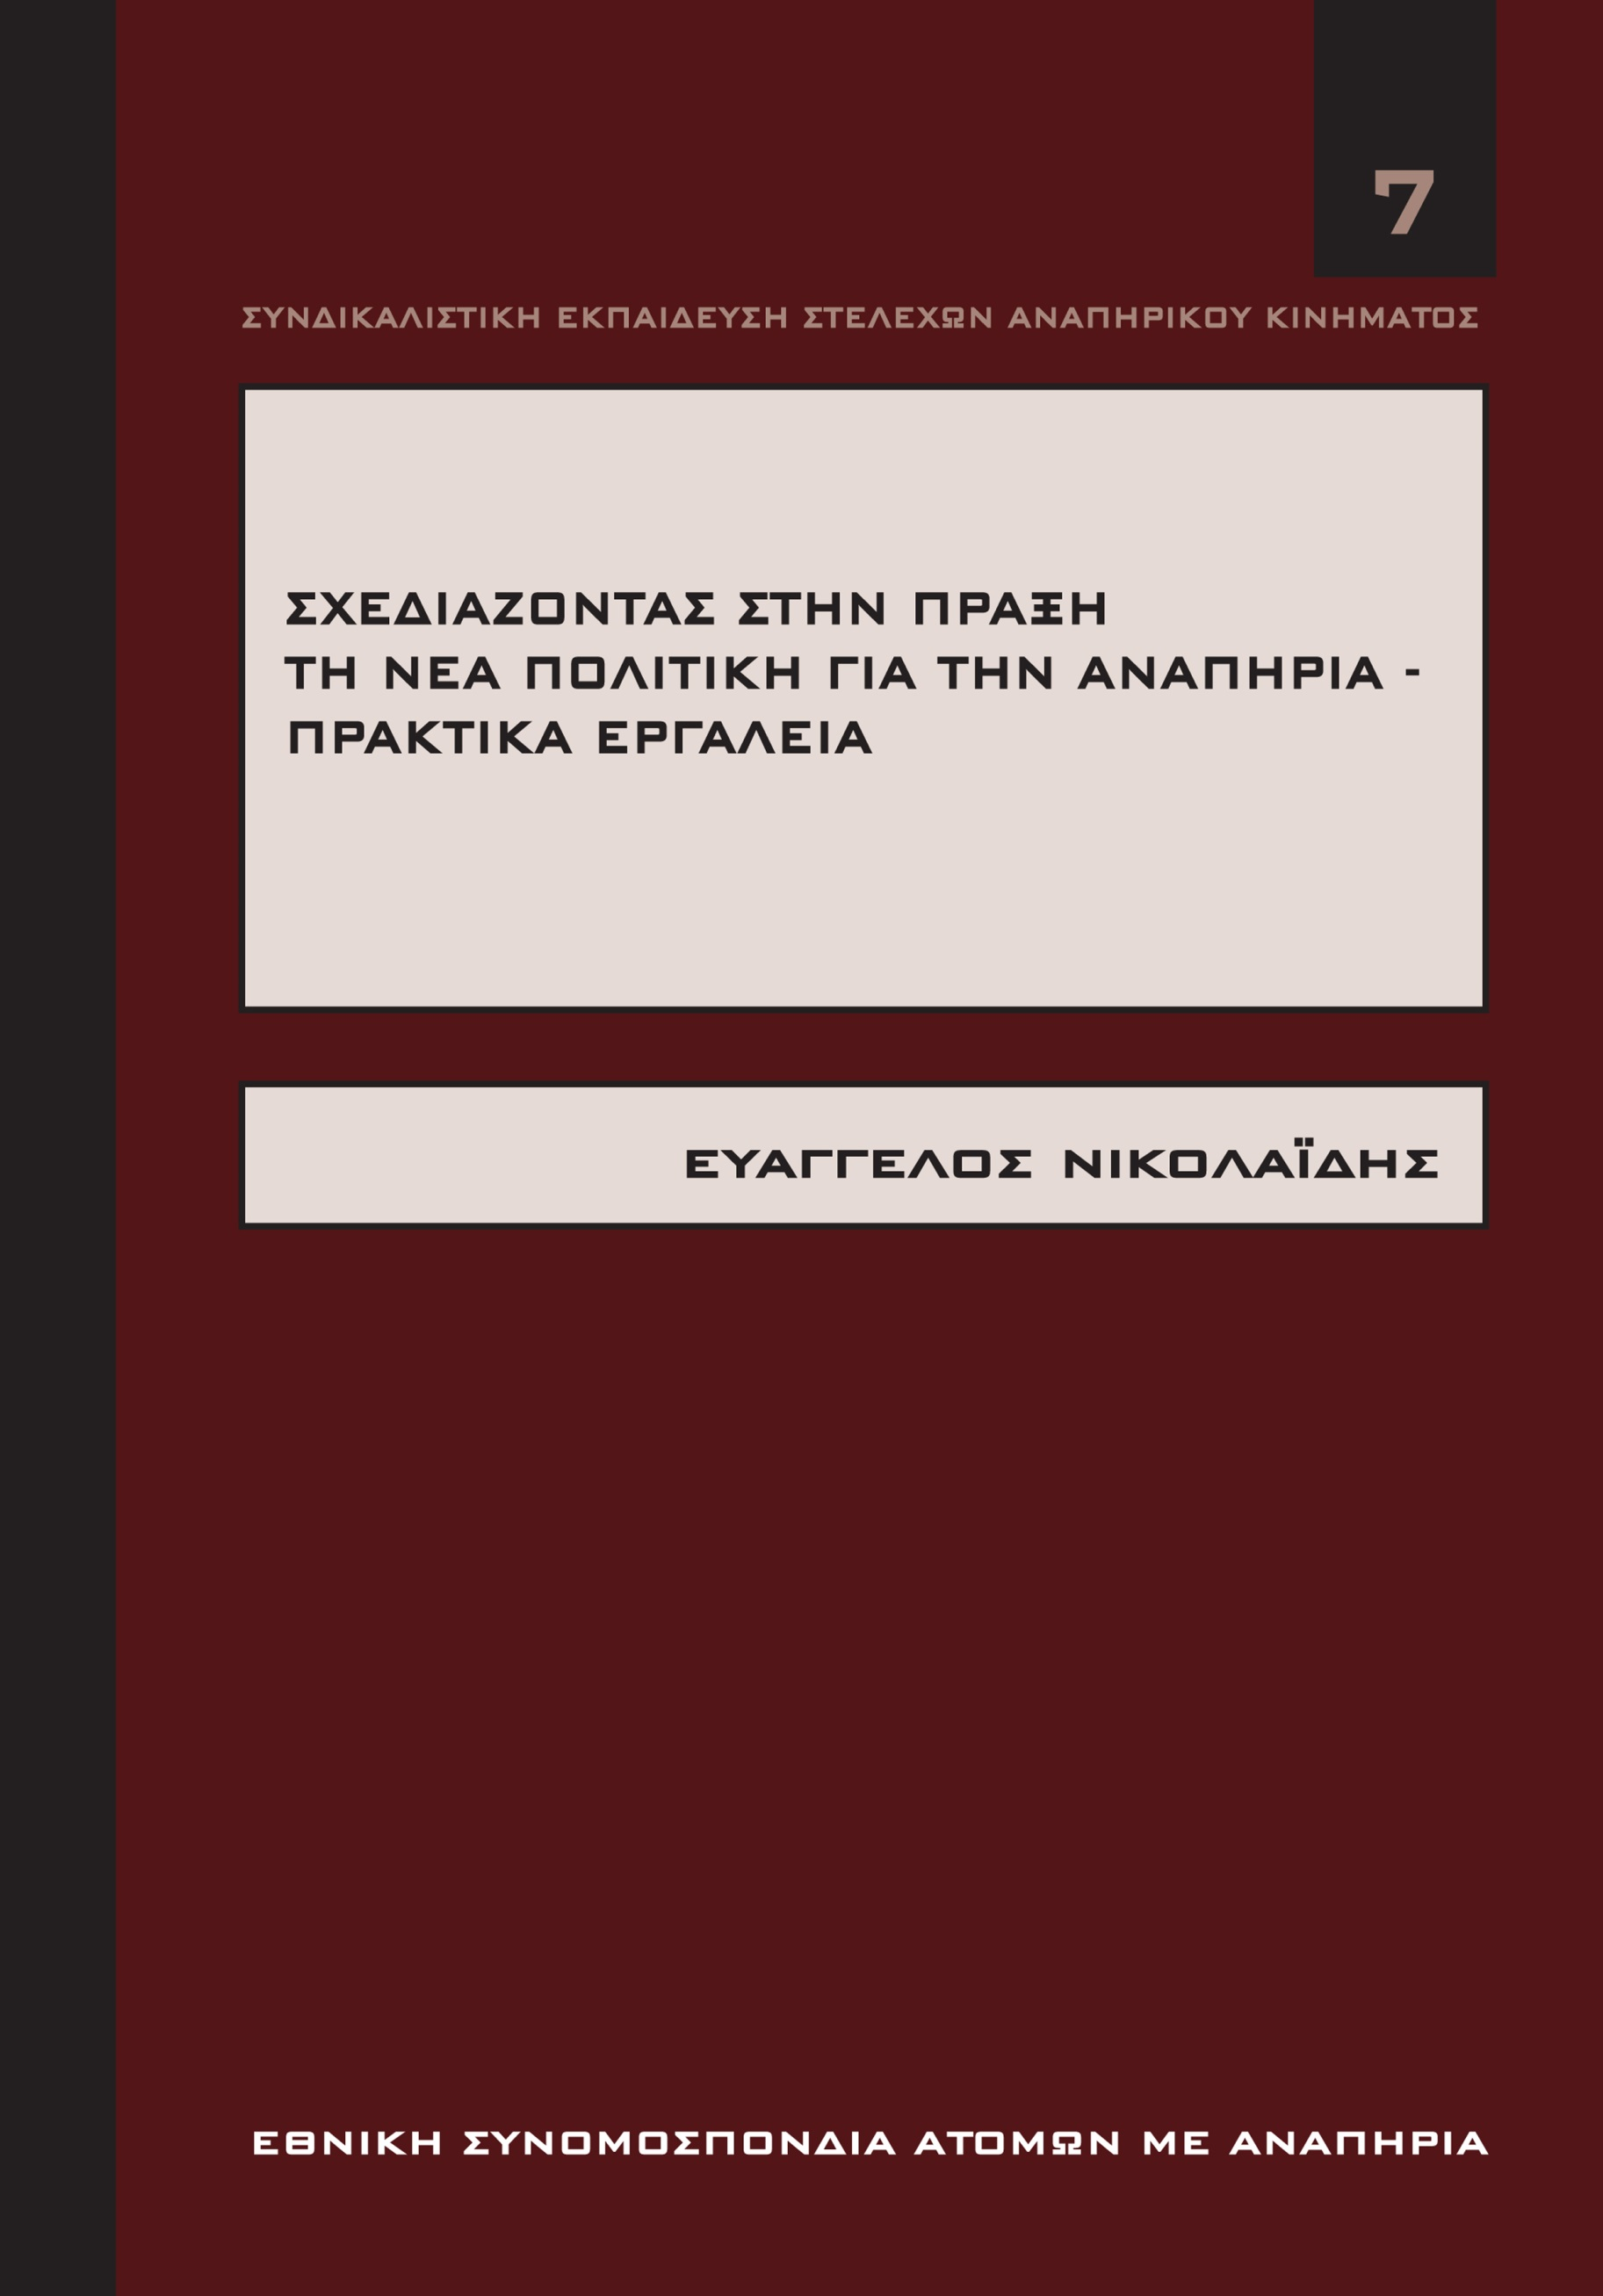 7
ΣΥΝΔΙΚΑΛΙΣΤΙΚΗ ΕΚΠΑΙΔΕΥΣΗ ΣΤΕΛΕΧΩΝ ΑΝΑΠΗΡΙΚΟΥ ΚΙΝΗΜΑΤΟΣ
ΣΧΕΔΙΑΖΟΝΤΑΣ ΣΤΗΝ ΠΡΑΞΗ
ΤΗ ΝΕΑ ΠΟΛΙΤΙΚΗ ΓΙΑ ΤΗΝ ΑΝΑΠΗΡΙΑ -
ΠΡΑΚΤΙΚΑ ΕΡΓΑΛΕΙΑ
ΕΥΑΓΓΕΛΟΣ ΝΙΚΟΛΑΪΔΗΣ
ΕΘΝΙΚΗ ΣΥΝΟΜΟΣΠΟΝΔΙΑ ΑΤΟΜΩΝ ΜΕ ΑΝΑΠΗΡΙΑ